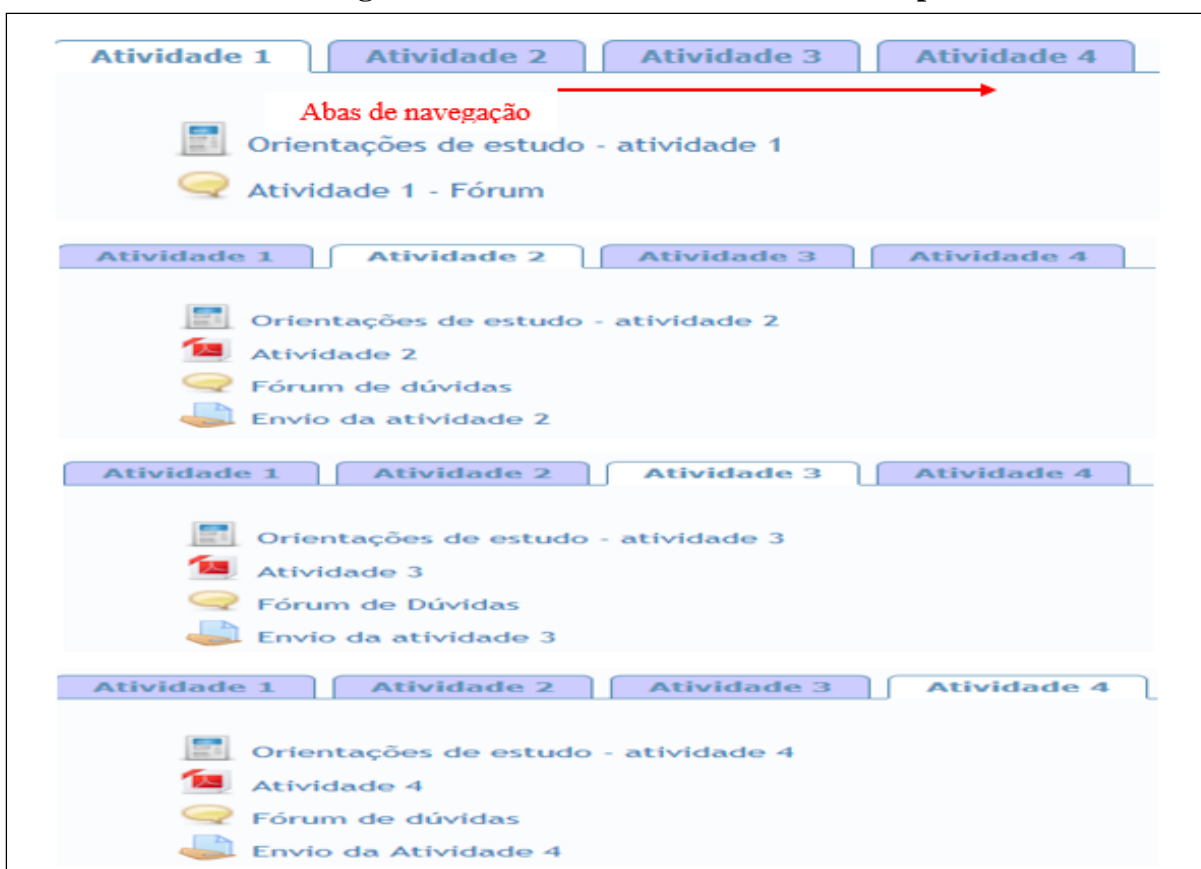 Atividade 1 Atividade 2 Atividade 3 Atividade 4
Abas de navegação
Orientações de estudo - atividade 1
Atividade 1 - Fórum
Atividade 1 Atividade 2 Atividade 3 Atividade 4
Orientações de estudo - atividade 2
Atividade 2
Fórum de dúvidas
Envio da atividade 2
Atividade 1 Atividade 2 Atividade 3 Atividade 4
Orientações de estudo - atividade 3
Atividade 3
Fórum de Dúvidas
Envio da atividade 3
Atividade 1 Atividade 2 Atividade 3 Atividade 4
Orientações de estudo - atividade 4
Atividade 4
Fórum de dúvidas
Envio da Atividade 4